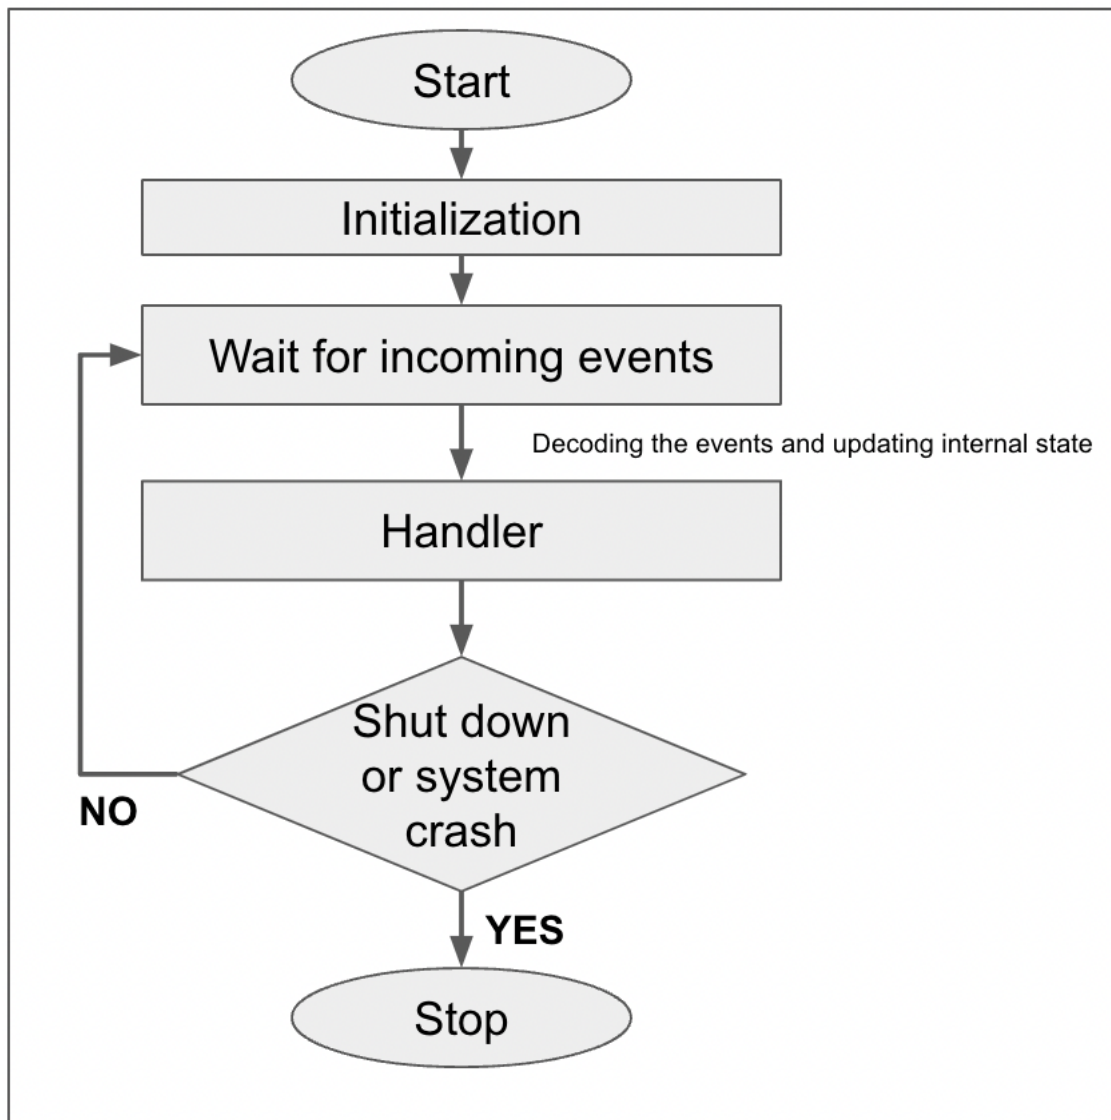 Start
Initialization
Wait for incoming events
Decoding the events and updating internal state
Handler
Shut down
or system
crash
NO
YES
Stop